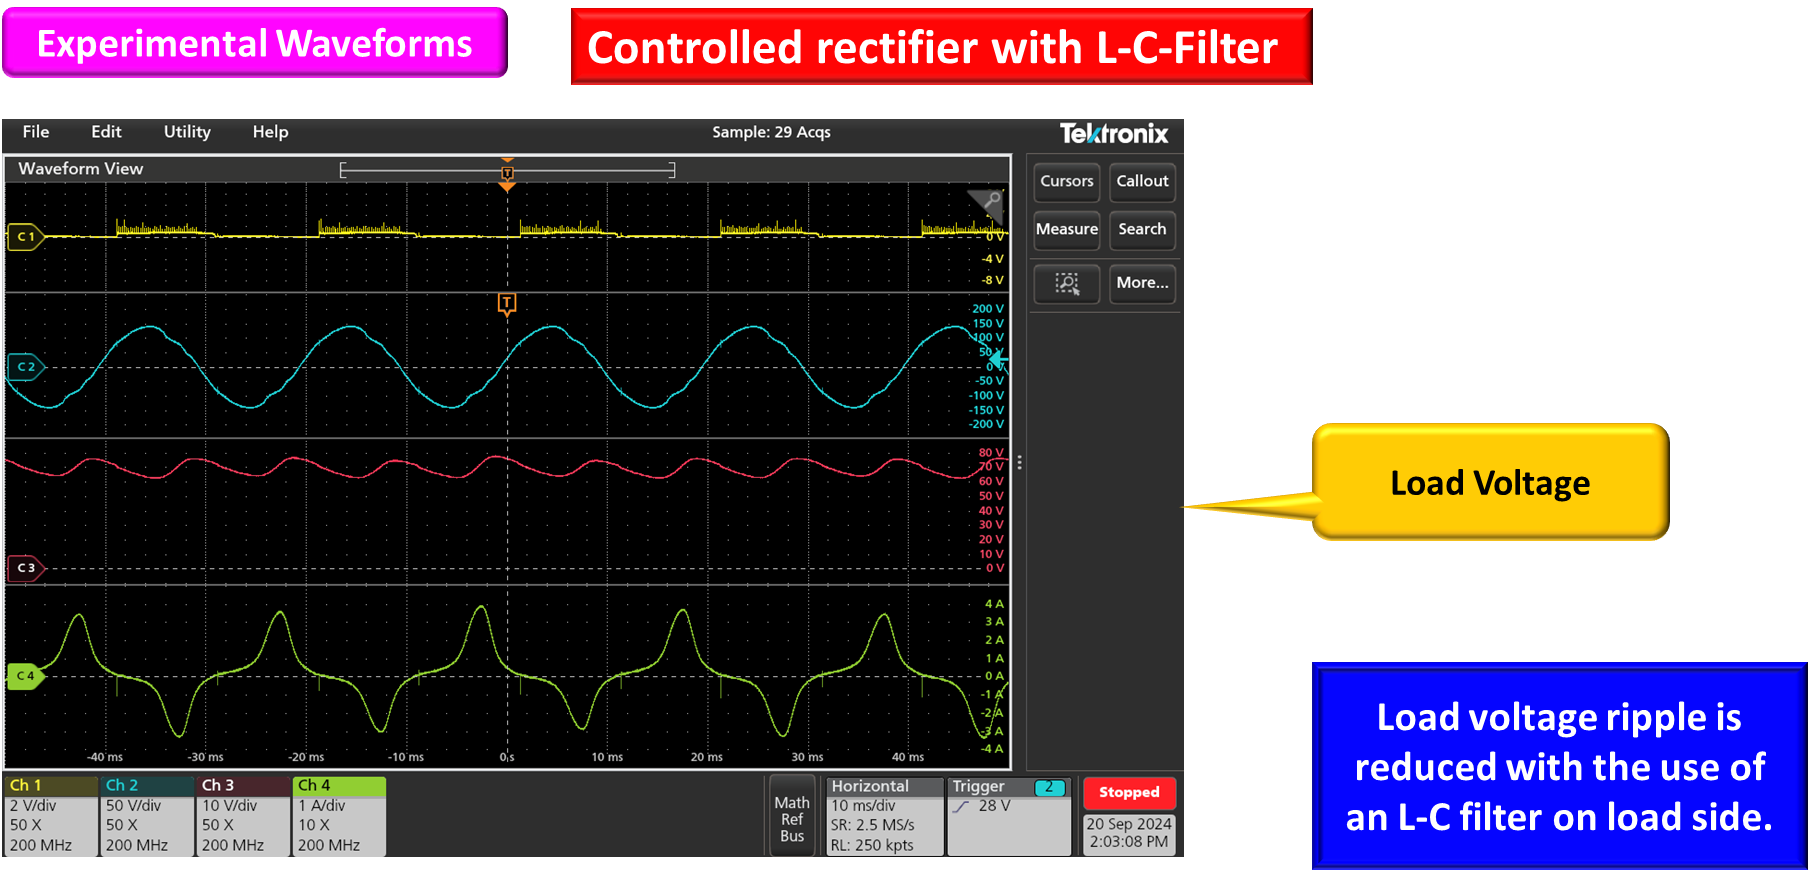 Experimental Waveforms
Controlled rectifier with L-C-Filter
File Edit Utility Help Sample: 29 Acqs Tektronix
Waveform View
T
Cursors Callout
Measure Search
More...
C 1
0 V
-4 V
-8 V
T
200 V
150 V
100 V
50
C 2
0 V
-50 V
-100 V
-150 V
-200 V
80 V
70 V
60 V
50 V
40 V
30 V
20 V
10 V
C 3
0 V
Load Voltage
4 A
3 A
2 A
1 A
C 4
0 A
-1 A
-2 A
-3 A
-4 A
-40 ms -30 ms -20 ms -10 ms 0 s 10 ms 20 ms 30 ms 40 ms
Load voltage ripple is
reduced with the use of
an L-C filter on load side.
Ch 1
2 V/div
50 X
200 MHz
Ch 2
50 V/div
50 X
200 MHz
Ch 3
10 V/div
50 X
200 MHz
Ch 4
1 A/div
10 X
200 MHz
Math
Ref
Bus
Horizontal
10 ms/div
SR: 2.5 MS/s
RL: 250 kpts
Trigger 2
28 V
Stopped
20 Sep 2024
2:03:08 PM